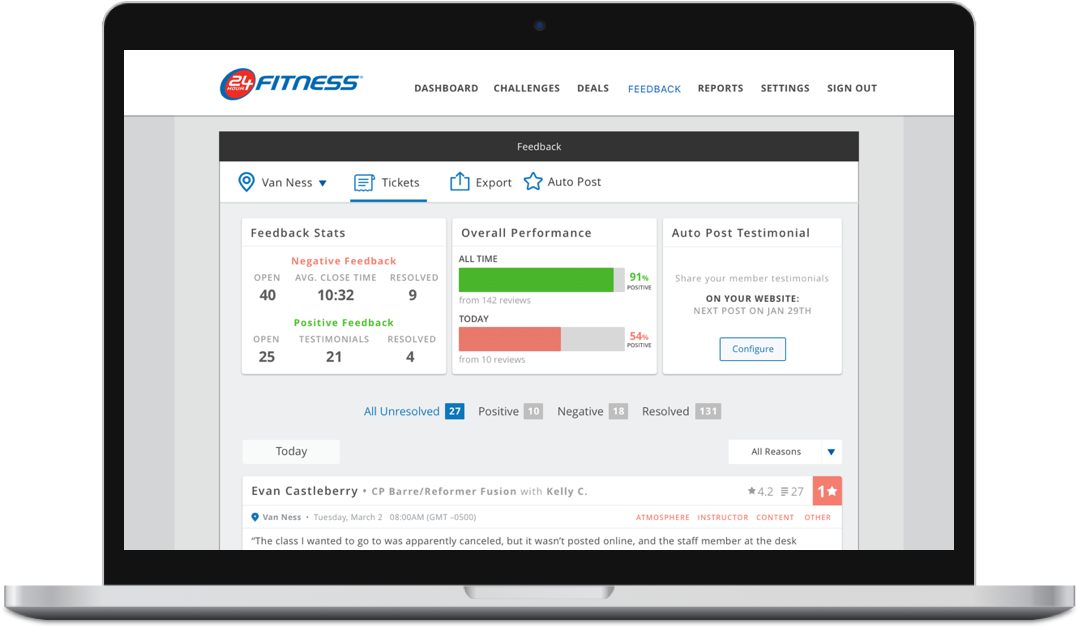 24 HOUR FITNESS
DASHBOARD CHALLENGES DEALS FEEDBACK REPORTS SETTINGS SIGN OUT
Feedback
Van Ness Tickets Export Auto Post
Feedback Stats
Negative Feedback
OPEN AVG. CLOSE TIME RESOLVED
40 10:32 9
Positive Feedback
OPEN TESTIMONIALS RESOLVED
25 21 4
Overall Performance
ALL TIME
91%
POSITIVE
from 142 reviews
TODAY
54%
POSITIVE
from 10 reviews
Auto Post Testimonial
Share your member testimonials
ON YOUR WEBSITE:
NEXT POST ON JAN 29TH
Configure
All Unresolved 27 Positive 10 Negative 18 Resolved 131
Today All Reasons
Evan Castleberry • CP Barre/Reformer Fusion with Kelly C. 4.2 27 1
Van Ness • Tuesday, March 2 08:00AM (GMT –0500) ATMOSPHERE INSTRUCTOR CONTENT OTHER
“The class I wanted to go to was apparently canceled, but it wasn’t posted online, and the staff member at the desk